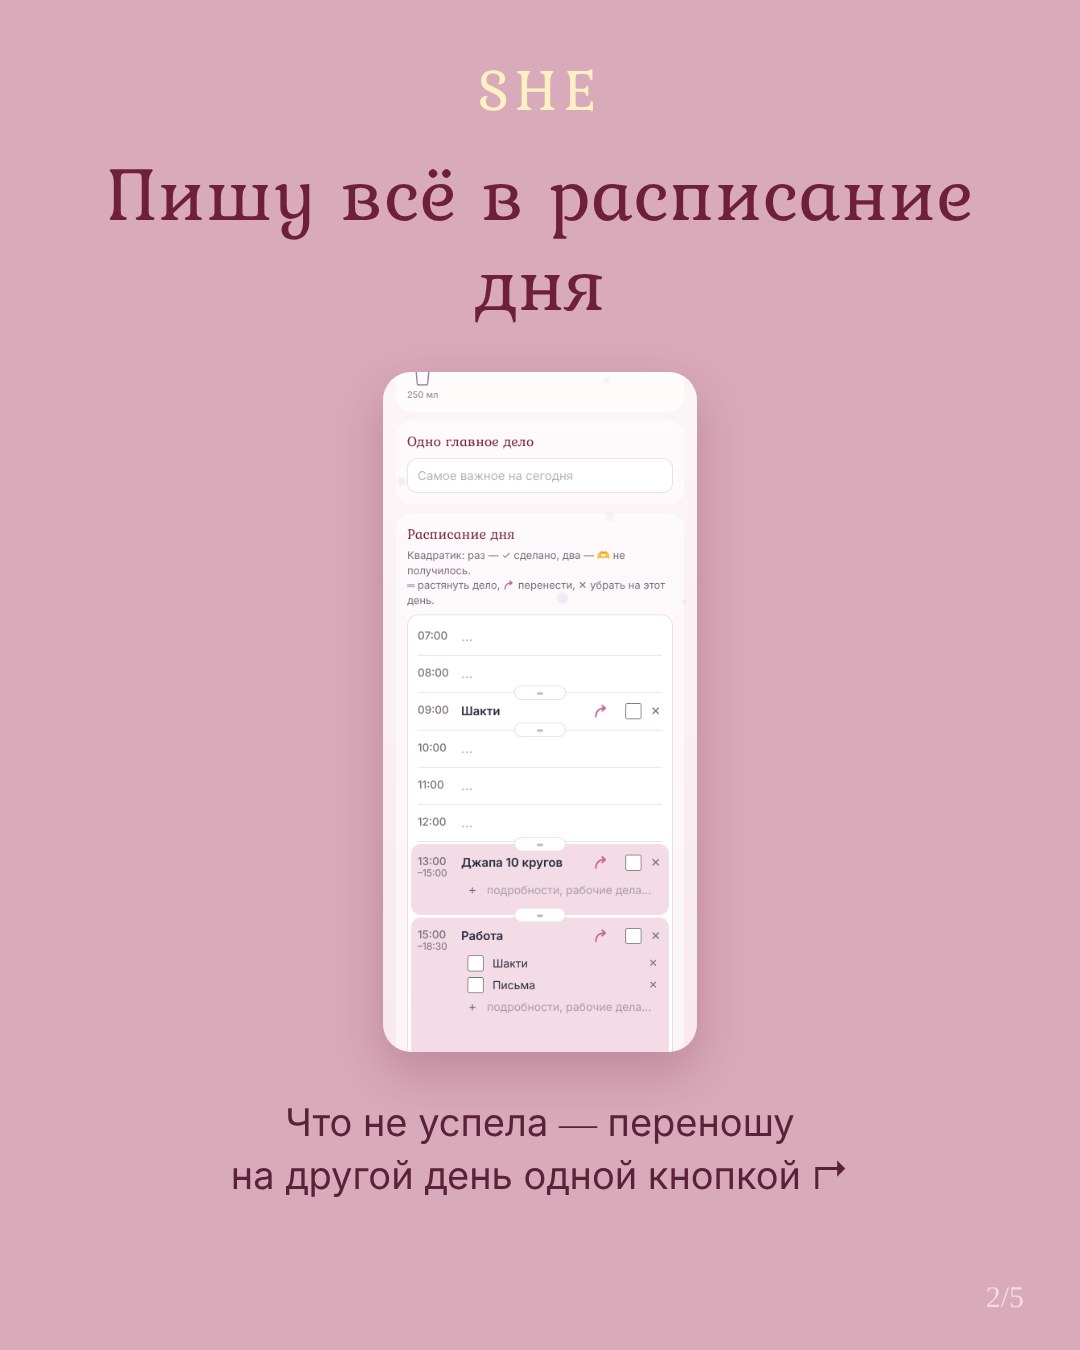 SHE
Пишу всё в расписание
дня
250 мл
Одно главное дело
Самое важное на сегодня
Расписание дня
Квадратик: раз — ✓ сделано, два — 🫶 не
получилось.
═ растянуть дело, ↱ перенести, ✕ убрать на этот
день.
07:00 ...
08:00 ...
09:00 Шакти ✕
10:00 ...
11:00 ...
12:00 ...
13:00 Джапа 10 кругов ✕
–15:00
+ подробности, рабочие дела...
15:00 Работа ✕
–18:30
Шакти ✕
Письма ✕
+ подробности, рабочие дела...
Что не успела — переношу
на другой день одной кнопкой ↱
2/5